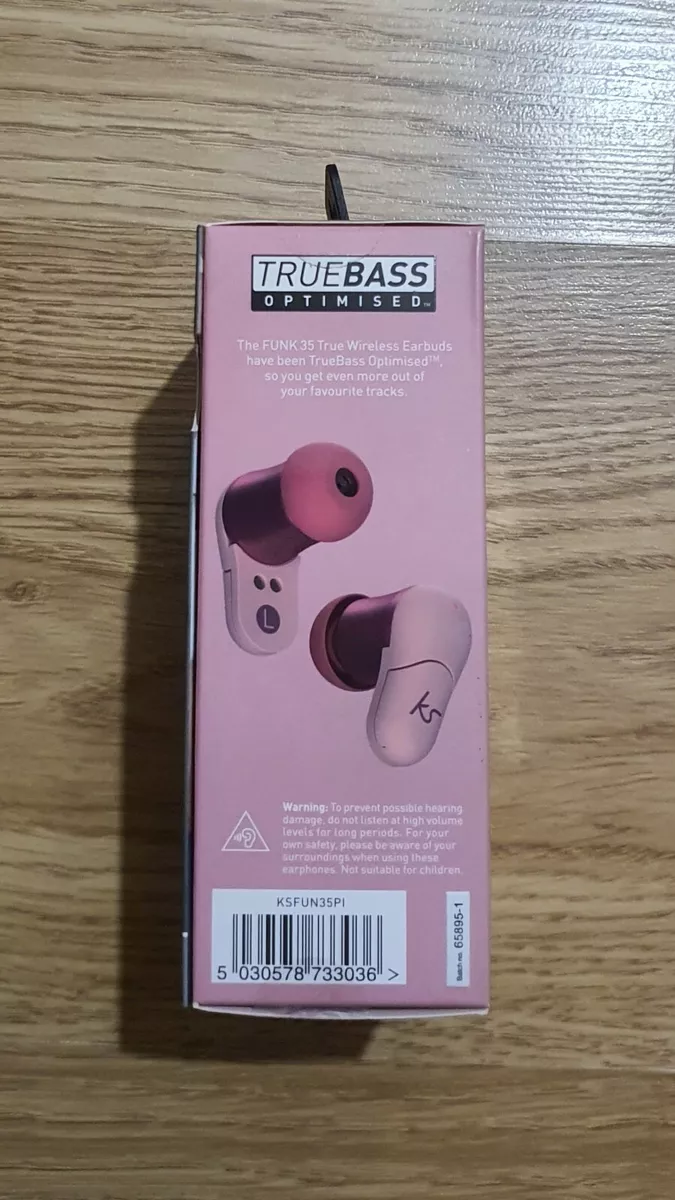 TRUEBASS
OPTIMISED™
The FUNK 35 True Wireless Earbuds
have been TrueBass Optimised™,
so you get even more out of
your favourite tracks.
L
ks
Warning: To prevent possible hearing
damage, do not listen at high volume
levels for long periods. For your
own safety, please be aware of your
surroundings when using these
earphones. Not suitable for children.
KSFUN35PI
5 030578 733036 >
Batch no. 65895-1